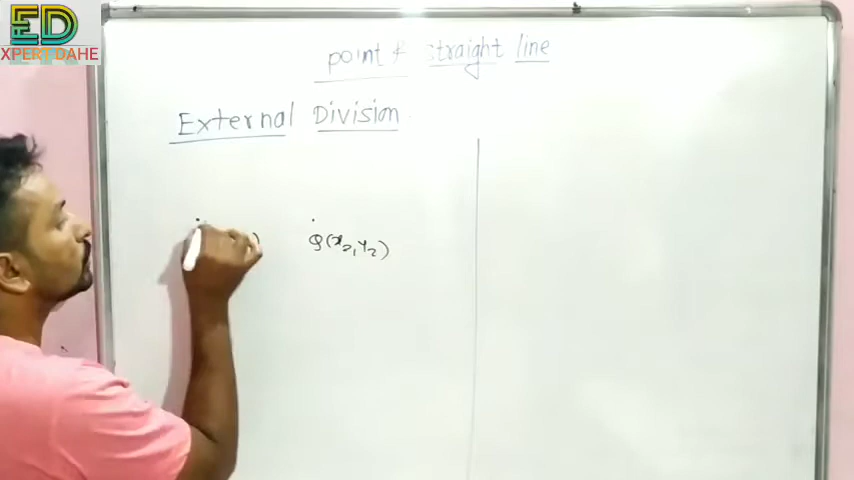 ED
XPERT DAHE
point & straight line
External Division
Q(x₂, y₂)